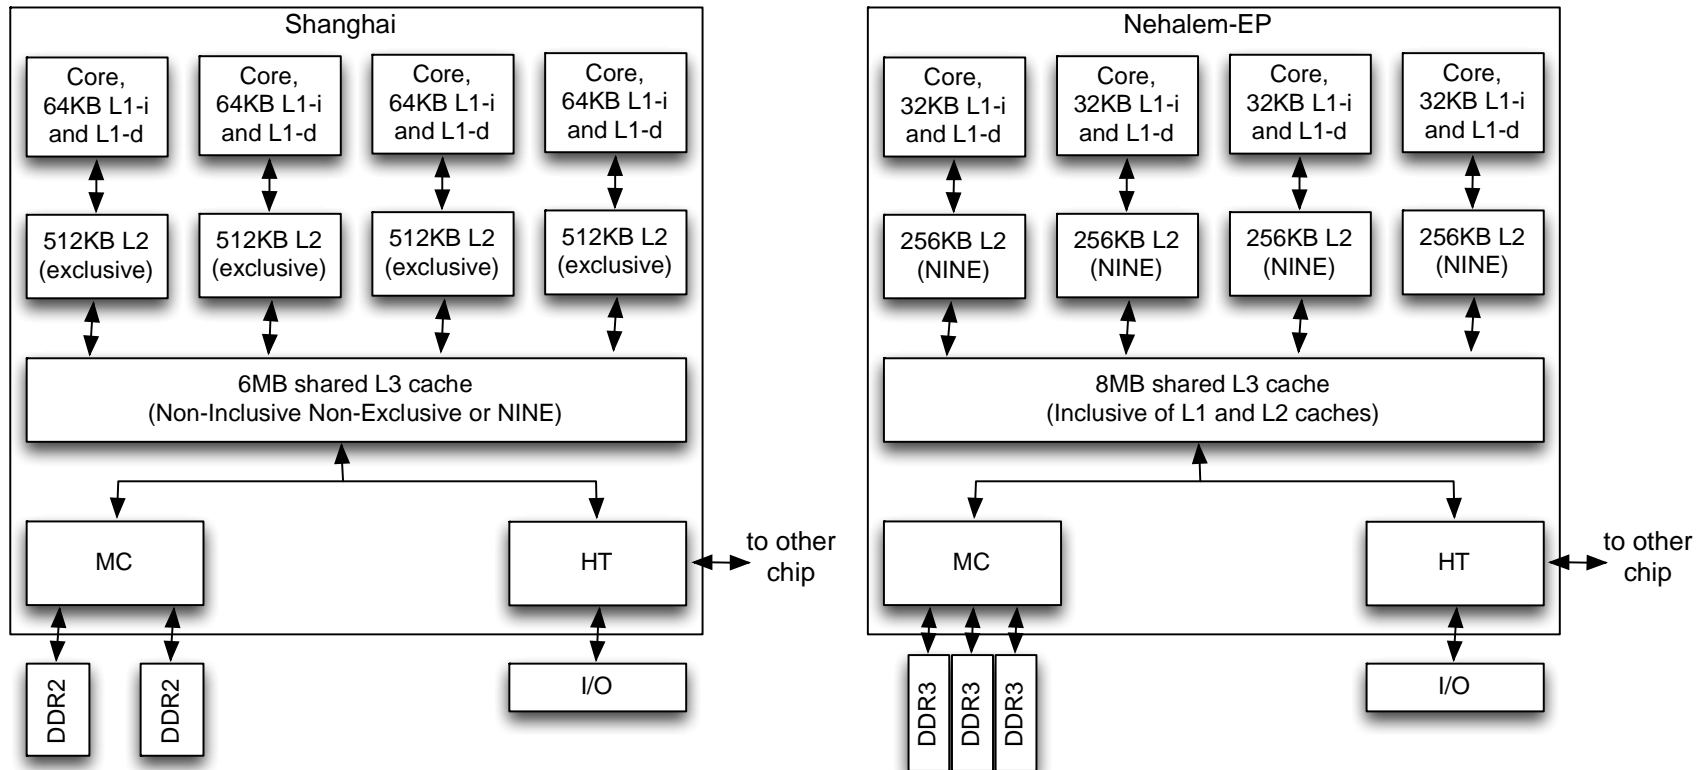 Shanghai
Core,
64KB L1-i
and L1-d
Core,
64KB L1-i
and L1-d
Core,
64KB L1-i
and L1-d
Core,
64KB L1-i
and L1-d
512KB L2
(exclusive)
512KB L2
(exclusive)
512KB L2
(exclusive)
512KB L2
(exclusive)
6MB shared L3 cache
(Non-Inclusive Non-Exclusive or NINE)
MC
HT
to other
chip
DDR2
DDR2
I/O
Nehalem-EP
Core,
32KB L1-i
and L1-d
Core,
32KB L1-i
and L1-d
Core,
32KB L1-i
and L1-d
Core,
32KB L1-i
and L1-d
256KB L2
(NINE)
256KB L2
(NINE)
256KB L2
(NINE)
256KB L2
(NINE)
8MB shared L3 cache
(Inclusive of L1 and L2 caches)
MC
HT
to other
chip
DDR3
DDR3
DDR3
I/O